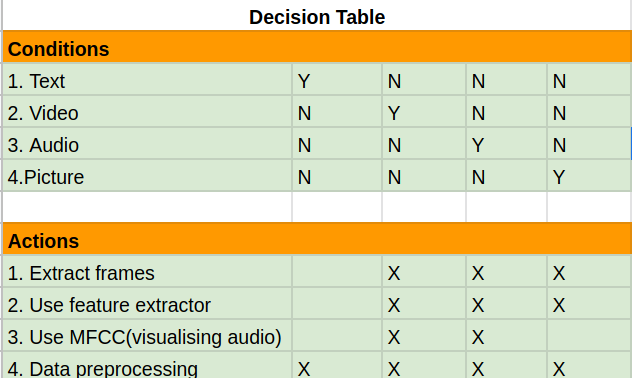 Decision Table
Conditions
1. Text Y N N N
2. Video N Y N N
3. Audio N N Y N
4.Picture N N N Y
Actions
1. Extract frames X X X
2. Use feature extractor X X X
3. Use MFCC(visualising audio) X X
4. Data preprocessing X X X X